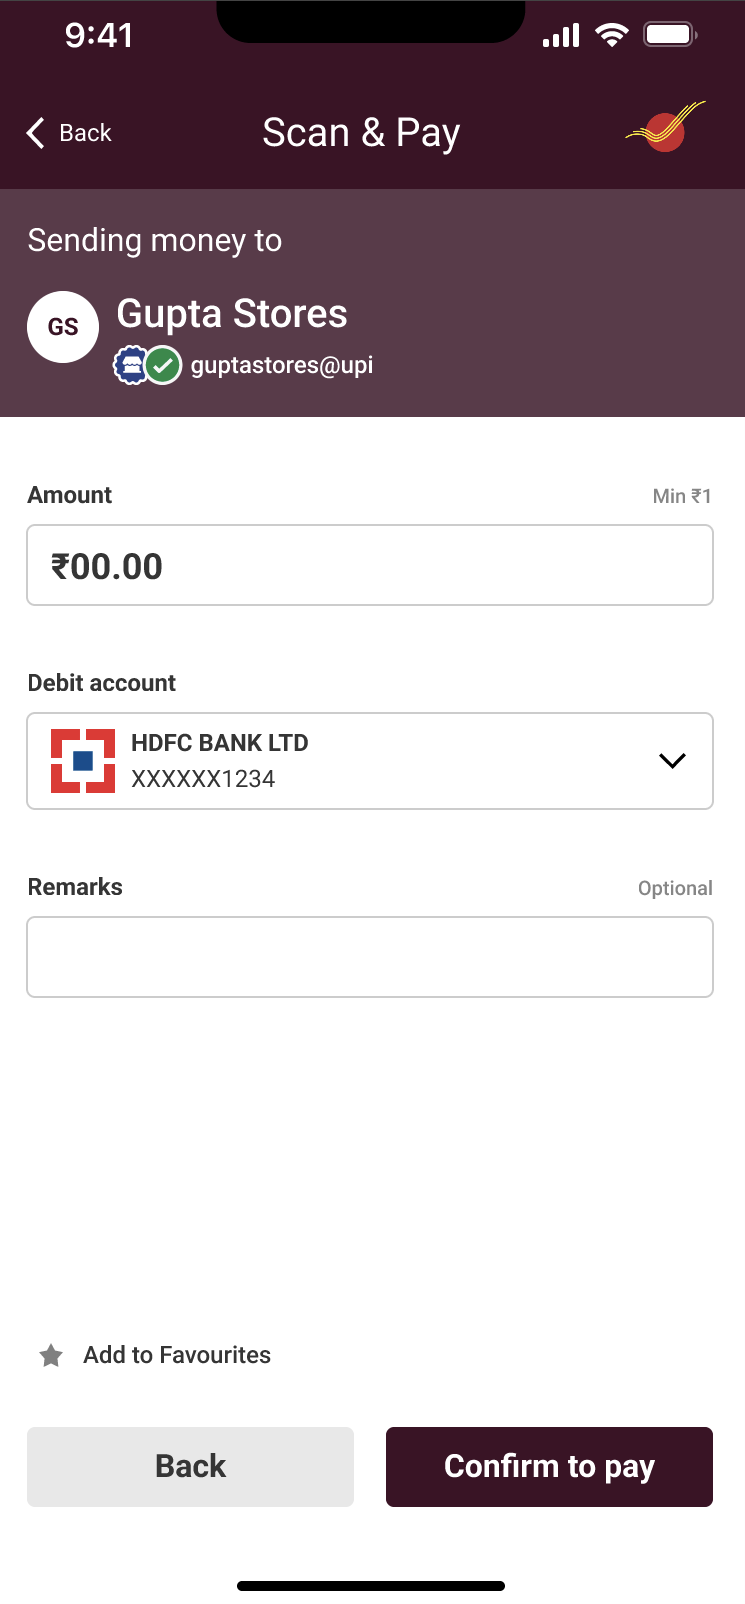 9:41
Back
Scan & Pay
Sending money to
GS
Gupta Stores
guptastores@upi
Amount
Min ₹1
₹00.00
Debit account
HDFC BANK LTD
XXXXXX1234
Remarks
Optional
Add to Favourites
Back
Confirm to pay